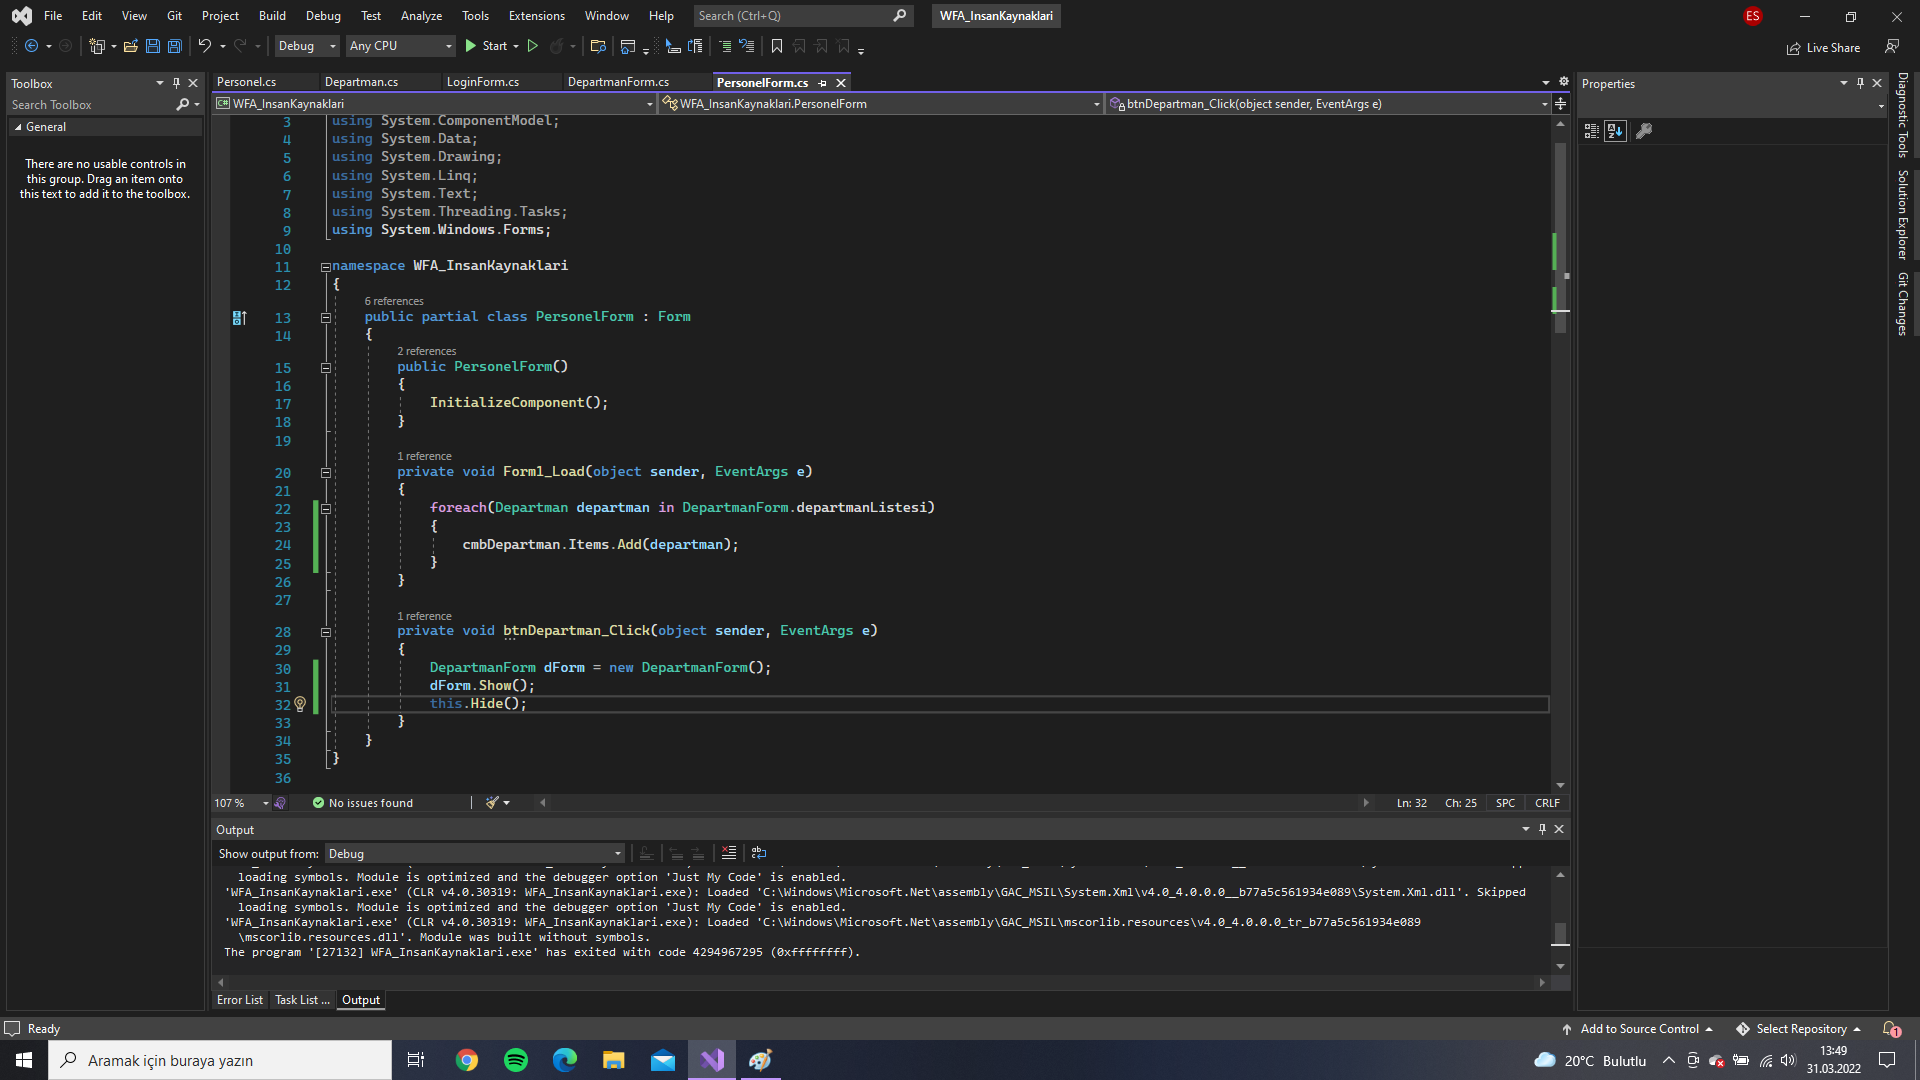 File Edit View Git Project Build Debug Test Analyze Tools Extensions Window Help Search (Ctrl+Q) WFA_InsanKaynaklari ES
Debug Any CPU Start Live Share
Toolbox
Search Toolbox
General
There are no usable controls in
this group. Drag an item onto
this text to add it to the toolbox.
Personel.cs Departman.cs LoginForm.cs DepartmanForm.cs PersonelForm.cs
WFA_InsanKaynaklari WFA_InsanKaynaklari.PersonelForm btnDepartman_Click(object sender, EventArgs e)
3 using System.ComponentModel;
4 using System.Data;
5 using System.Drawing;
6 using System.Linq;
7 using System.Text;
8 using System.Threading.Tasks;
9 using System.Windows.Forms;
10
11 namespace WFA_InsanKaynaklari
12 {
6 references
13 public partial class PersonelForm : Form
14 {
2 references
15 public PersonelForm()
16 {
17 InitializeComponent();
18 }
19
1 reference
20 private void Form1_Load(object sender, EventArgs e)
21 {
22 foreach(Departman departman in DepartmanForm.departmanListesi)
23 {
24 cmbDepartman.Items.Add(departman);
25 }
26 }
27
1 reference
28 private void btnDepartman_Click(object sender, EventArgs e)
29 {
30 DepartmanForm dForm = new DepartmanForm();
31 dForm.Show();
32 this.Hide();
33 }
34 }
35 }
36
107 % No issues found Ln: 32 Ch: 25 SPC CRLF
Output
Show output from: Debug
loading symbols. Module is optimized and the debugger option 'Just My Code' is enabled.
'WFA_InsanKaynaklari.exe' (CLR v4.0.30319: WFA_InsanKaynaklari.exe): Loaded 'C:\Windows\Microsoft.Net\assembly\GAC_MSIL\System.Xml\v4.0_4.0.0.0__b77a5c561934e089\System.Xml.dll'. Skipped
loading symbols. Module is optimized and the debugger option 'Just My Code' is enabled.
'WFA_InsanKaynaklari.exe' (CLR v4.0.30319: WFA_InsanKaynaklari.exe): Loaded 'C:\Windows\Microsoft.Net\assembly\GAC_MSIL\mscorlib.resources\v4.0_4.0.0.0_tr_b77a5c561934e089
\mscorlib.resources.dll'. Module was built without symbols.
The program '[27132] WFA_InsanKaynaklari.exe' has exited with code 4294967295 (0xffffffff).
Error List Task List ... Output
Properties
Diagnostic Tools
Solution Explorer
Git Changes
Ready Add to Source Control Select Repository 1
Aramak için buraya yazın 20°C Bulutlu 13:49
31.03.2022